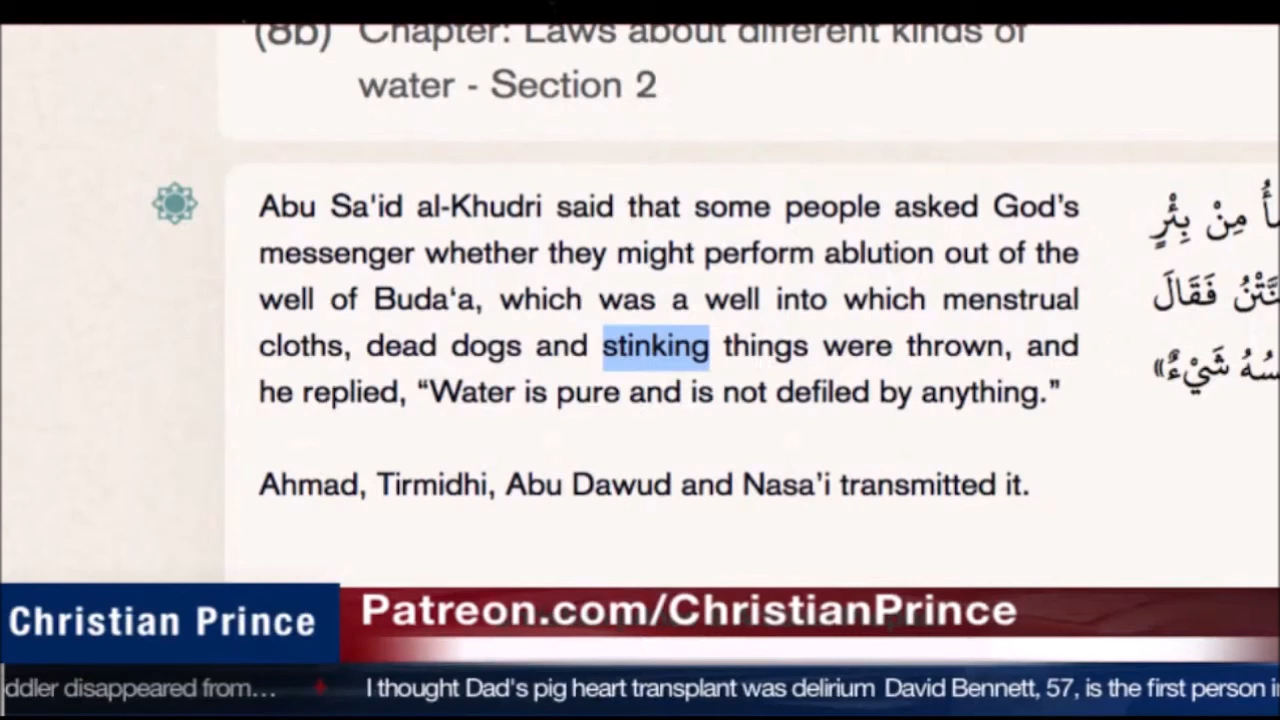 (8b) Chapter: Laws about different kinds of
water - Section 2
Abu Sa'id al-Khudri said that some people asked God's
messenger whether they might perform ablution out of the
well of Buda‘a, which was a well into which menstrual
cloths, dead dogs and stinking things were thrown, and
he replied, “Water is pure and is not defiled by anything.”
Ahmad, Tirmidhi, Abu Dawud and Nasa'i transmitted it.
مِنْ بِئْرِ
فَقَالَ
شَيْءٌ»
Christian Prince
Patreon.com/ChristianPrince
ddler disappeared from... I thought Dad's pig heart transplant was delirium David Bennett, 57, is the first person